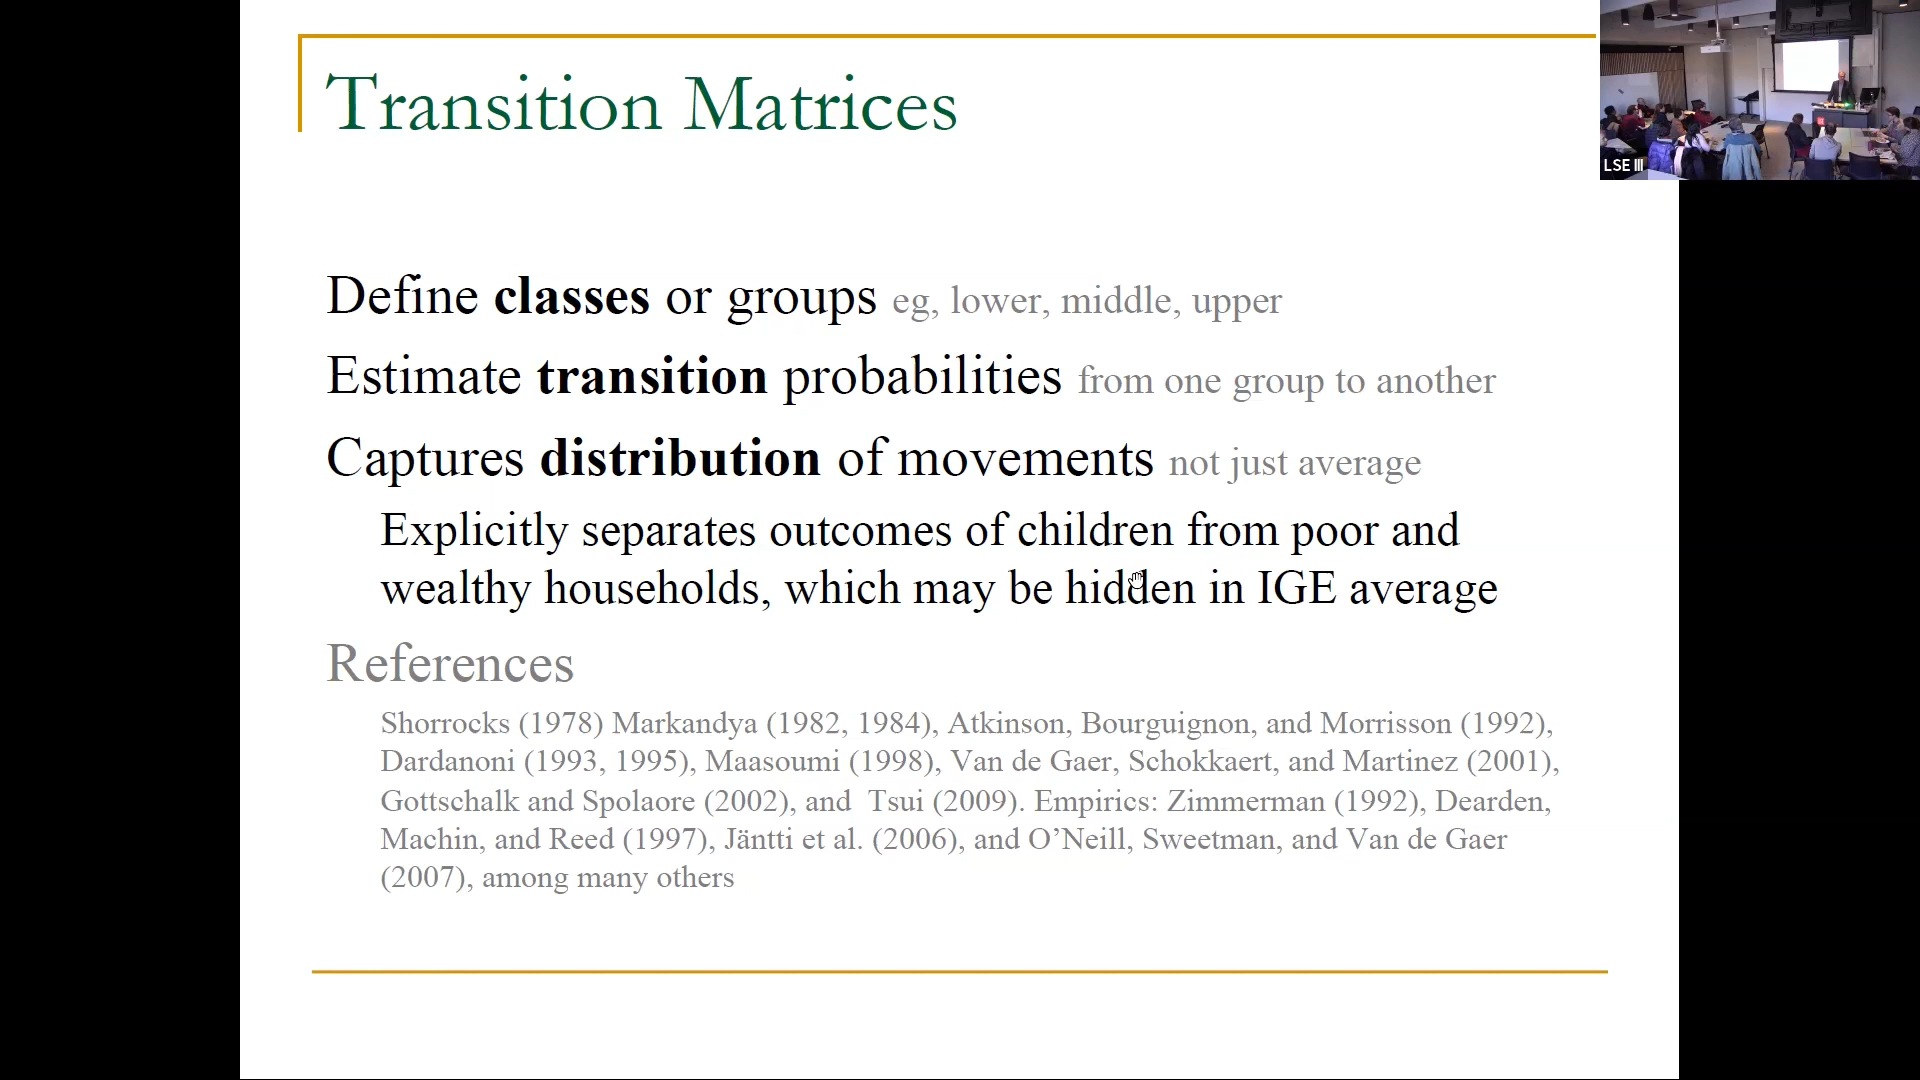 Transition Matrices
LSE III
Define classes or groups eg, lower, middle, upper
Estimate transition probabilities from one group to another
Captures distribution of movements not just average
Explicitly separates outcomes of children from poor and
wealthy households, which may be hidden in IGE average
References
Shorrocks (1978) Markandya (1982, 1984), Atkinson, Bourguignon, and Morrisson (1992),
Dardanoni (1993, 1995), Maasoumi (1998), Van de Gaer, Schokkaert, and Martinez (2001),
Gottschalk and Spolaore (2002), and  Tsui (2009). Empirics: Zimmerman (1992), Dearden,
Machin, and Reed (1997), Jäntti et al. (2006), and O’Neill, Sweetman, and Van de Gaer
(2007), among many others